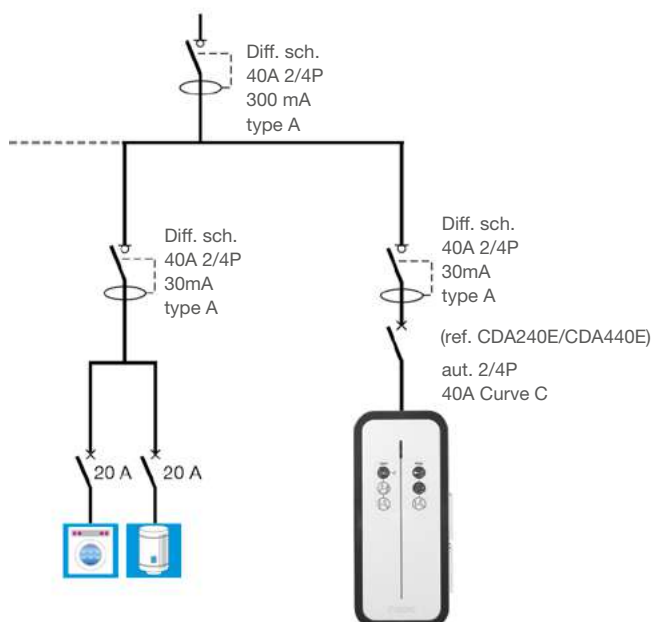 Diff. sch.
40A 2/4P
300 mA
type A
Diff. sch.
40A 2/4P
30mA
type A
Diff. sch.
40A 2/4P
30mA
type A
(ref. CDA240E/CDA440E)
aut. 2/4P
40A Curve C
20 A
20 A